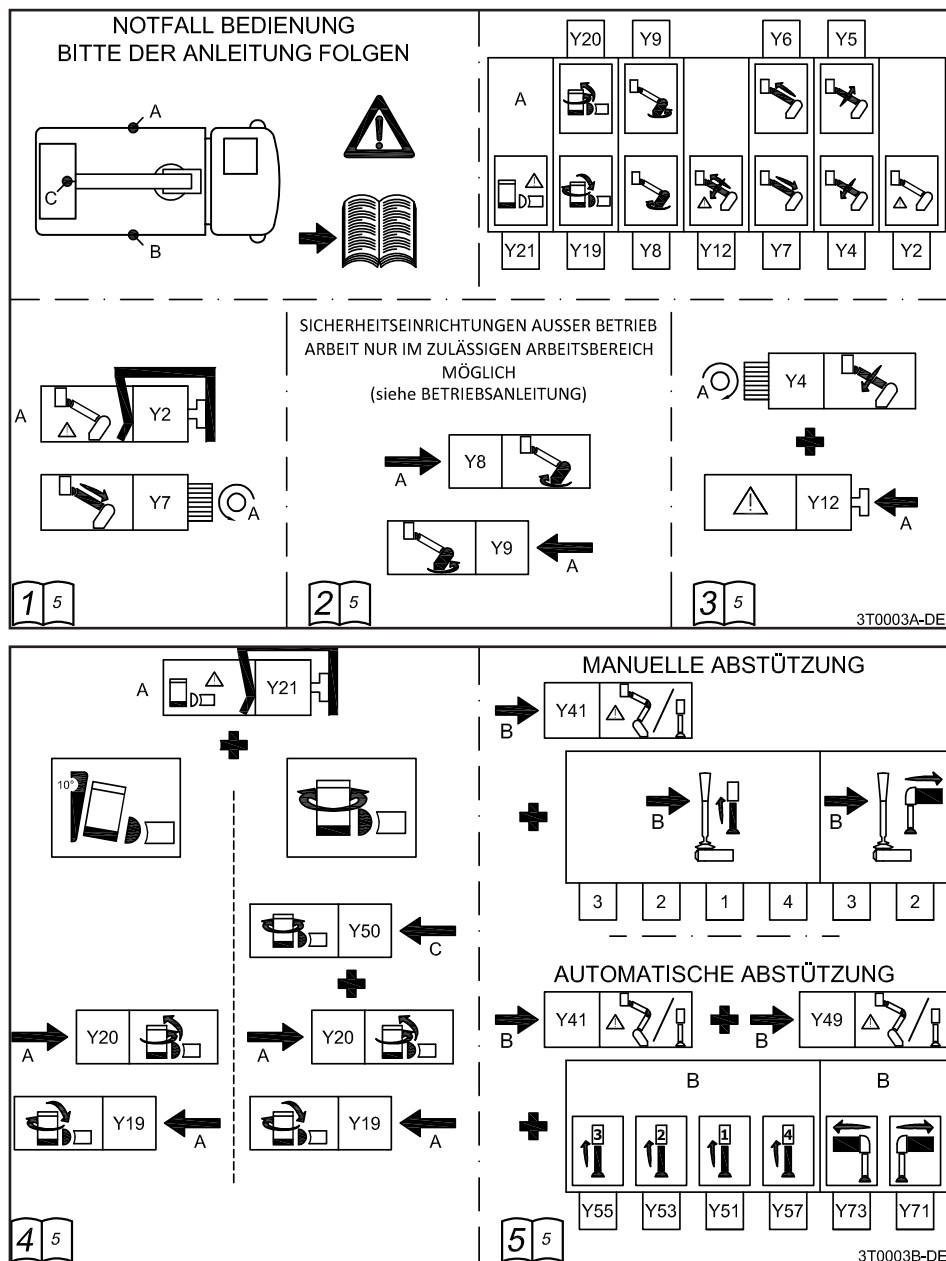 NOTFALL BEDIENUNG
BITTE DER ANLEITUNG FOLGEN
A
C
B
Y20 Y9 Y6 Y5
A
Y21 Y19 Y8 Y12 Y7 Y4 Y2
A Y2
Y7 A
1 5
SICHERHEITSEINRICHTUNGEN AUSSER BETRIEB
ARBEIT NUR IM ZULÄSSIGEN ARBEITSBEREICH
MÖGLICH
(siehe BETRIEBSANLEITUNG)
A Y8
Y9 A
2 5
A Y4
Y12 A
3 5
3T0003A-DE
A Y21
10°
Y50 C
A Y20 A Y20
Y19 A Y19 A
4 5
MANUELLE ABSTÜTZUNG
B Y41
B B
3 2 1 4 3 2
AUTOMATISCHE ABSTÜTZUNG
B Y41 B Y49
B B
3 2 1 4
Y55 Y53 Y51 Y57 Y73 Y71
5 5
3T0003B-DE